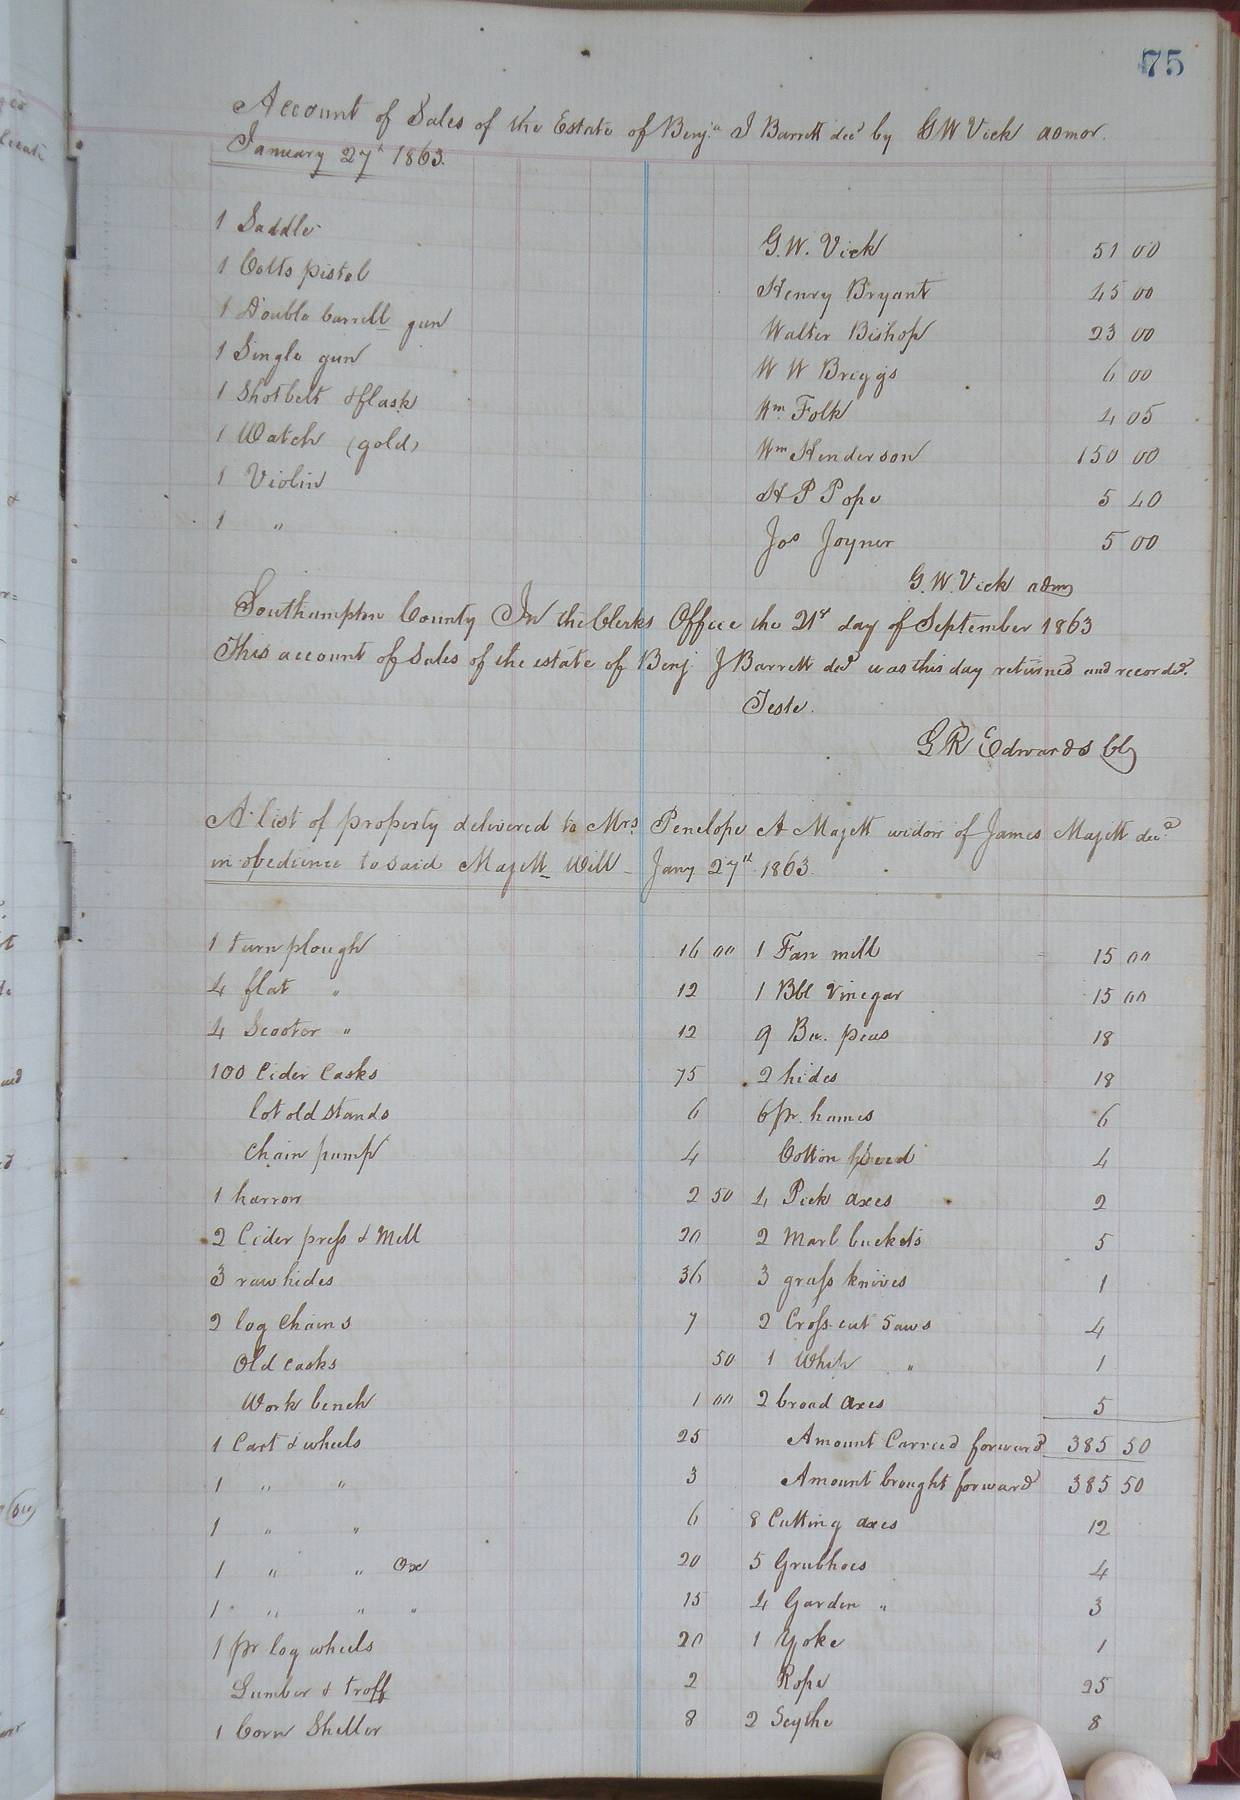 75
Account of Sales of the Estate of Benja J Barrett decd by G W Vick admor.
January 27th 1863.
1 Saddle G. W. Vick 51 00
1 Colts pistol Henry Bryant 45 00
1 Double barrell gun Walter Bishop 23 00
1 Single gun W W Briggs 6 00
1 Shotbelt & flask Wm Folk 4 05
1 Watch (gold) Wm Henderson 150 00
1 Violin H P Pope 5 40
1 " Jos Joyner 5 00
G. W. Vick adm
Southampton County In the Clerks Office the 21st day of September 1863
This account of Sales of the estate of Benj J Barrett decd was this day returned and recorded.
Teste.
G R Edwards Cl
A list of property delivered to Mrs Penelope A Majett widow of James Majett decd
in obedience to said Majett Will Jany 27th 1863.
1 turn plough 16 00 1 Fan mill 15 00
4 flat " 12 1 Bbl Vinegar 15 00
4 Scooter " 12 9 Bu. peas 18
100 Cider Casks 75 2 hides 18
lot old stands 6 6 pr. hames 6
Chain pump 4 Cotton 4
1 harrow 2 50 4 Pick axes 2
2 Cider press & Mill 20 2 Marl buckets 5
3 raw hides 36 3 grass knives 1
2 log chains 7 2 Cross cut Saws 4
Old casks 50 1 Whip " 1
Work bench 1 00 2 broad axes 5
1 Cart & wheels 25 Amount Carried forward 385 50
1 " " 3 Amount brought forward 385 50
1 " " 6 8 Cutting axes 12
1 " " Ox 20 5 Grubhoes 4
1 " " " 15 4 Garden " 3
1 pr log wheels 20 1 Yoke 1
Lumber & troff 2 Rope 25
1 Corn Sheller 8 2 Scythe 8